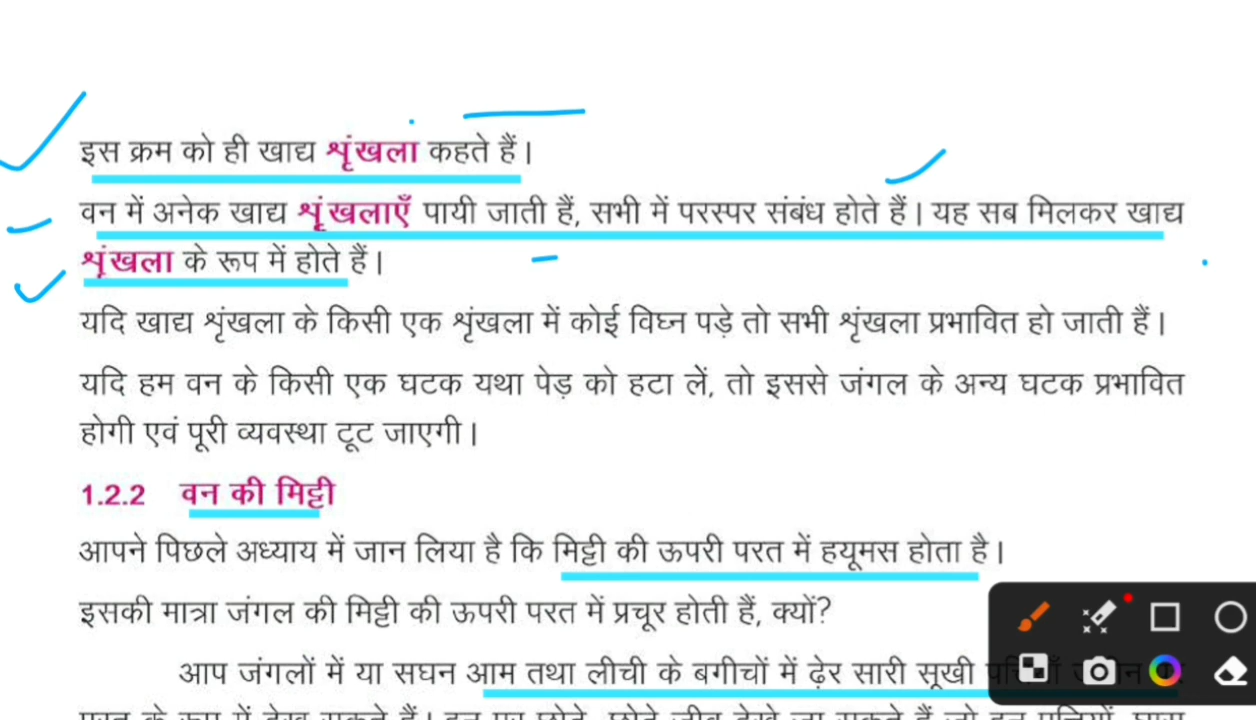 इस क्रम को ही खाद्य शृंखला कहते हैं।
वन में अनेक खाद्य शृंखलाएँ पायी जाती हैं, सभी में परस्पर संबंध होते हैं। यह सब मिलकर खाद्य
शृंखला के रूप में होते हैं।
यदि खाद्य शृंखला के किसी एक शृंखला में कोई विघ्न पड़े तो सभी शृंखला प्रभावित हो जाती हैं।
यदि हम वन के किसी एक घटक यथा पेड़ को हटा लें, तो इससे जंगल के अन्य घटक प्रभावित
होगी एवं पूरी व्यवस्था टूट जाएगी।
1.2.2 वन की मिट्टी
आपने पिछले अध्याय में जान लिया है कि मिट्टी की ऊपरी परत में हयूमस होता है।
इसकी मात्रा जंगल की मिट्टी की ऊपरी परत में प्रचूर होती हैं, क्यों?
आप जंगलों में या सघन आम तथा लीची के बगीचों में ढ़ेर सारी सूखी